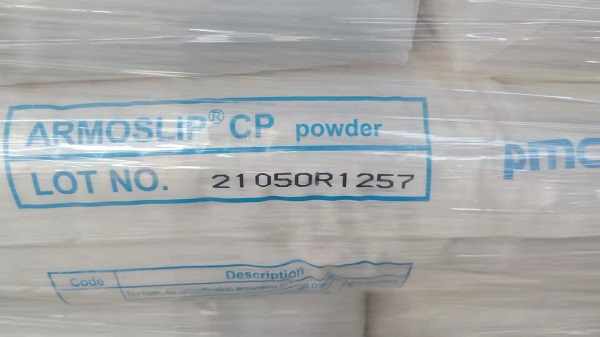 ARMOSLIP® CP powder
LOT NO. 21050R1257
pmc
Code Description